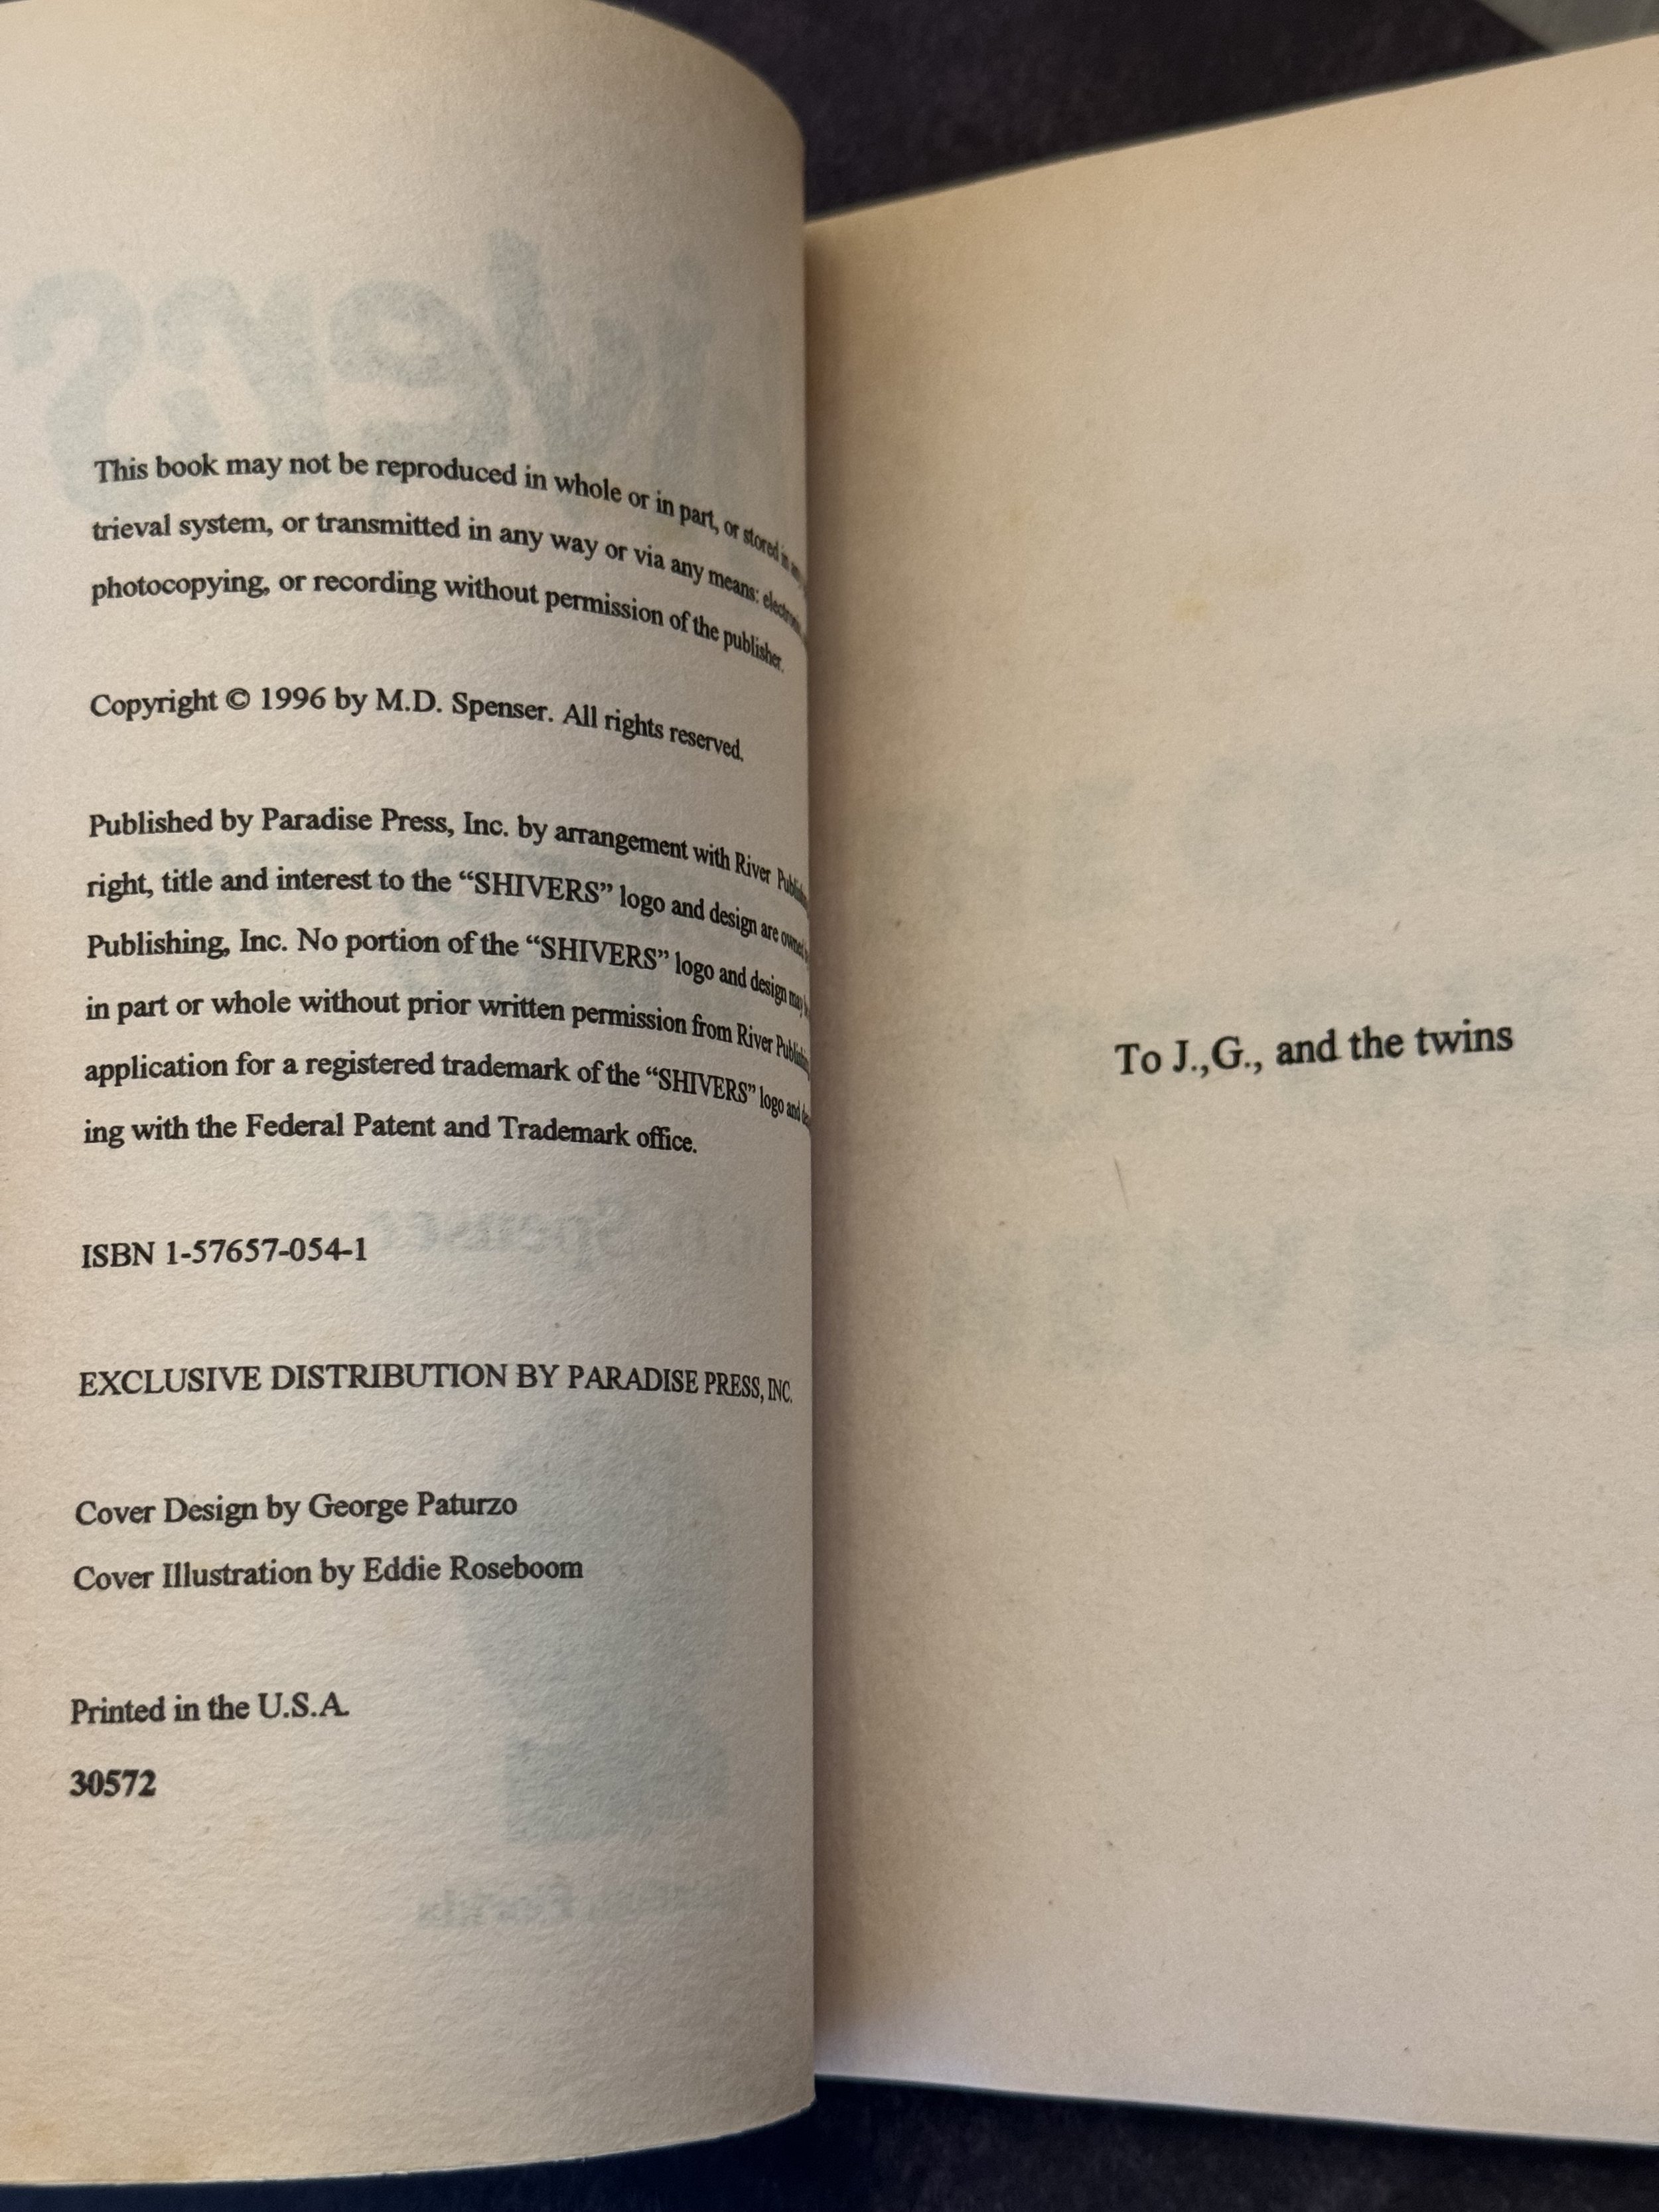 This book may not be reproduced in whole or in part, or stored in
trieval system, or transmitted in any way or via any means: electronic,
photocopying, or recording without permission of the publisher.
Copyright © 1996 by M.D. Spenser. All rights reserved.
Published by Paradise Press, Inc. by arrangement with River
right, title and interest to the “SHIVERS” logo and design are owned
Publishing, Inc. No portion of the “SHIVERS” logo and design may
in part or whole without prior written permission from River
application for a registered trademark of the “SHIVERS” logo and
ing with the Federal Patent and Trademark office.
ISBN 1-57657-054-1
EXCLUSIVE DISTRIBUTION BY PARADISE PRESS, INC.
Cover Design by George Paturzo
Cover Illustration by Eddie Roseboom
Printed in the U.S.A.
30572
To J.,G., and the twins